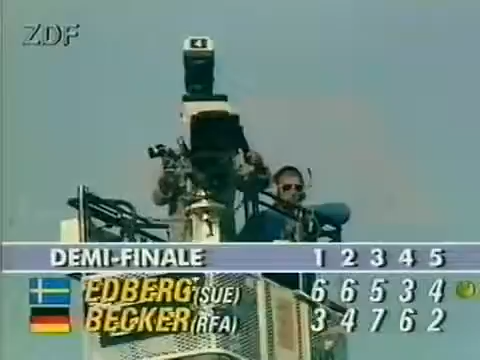 ZDF
4
DEMI-FINALE 1 2 3 4 5
EDBERG (SUE) 6 6 5 3 4
BECKER (RFA) 3 4 7 6 2